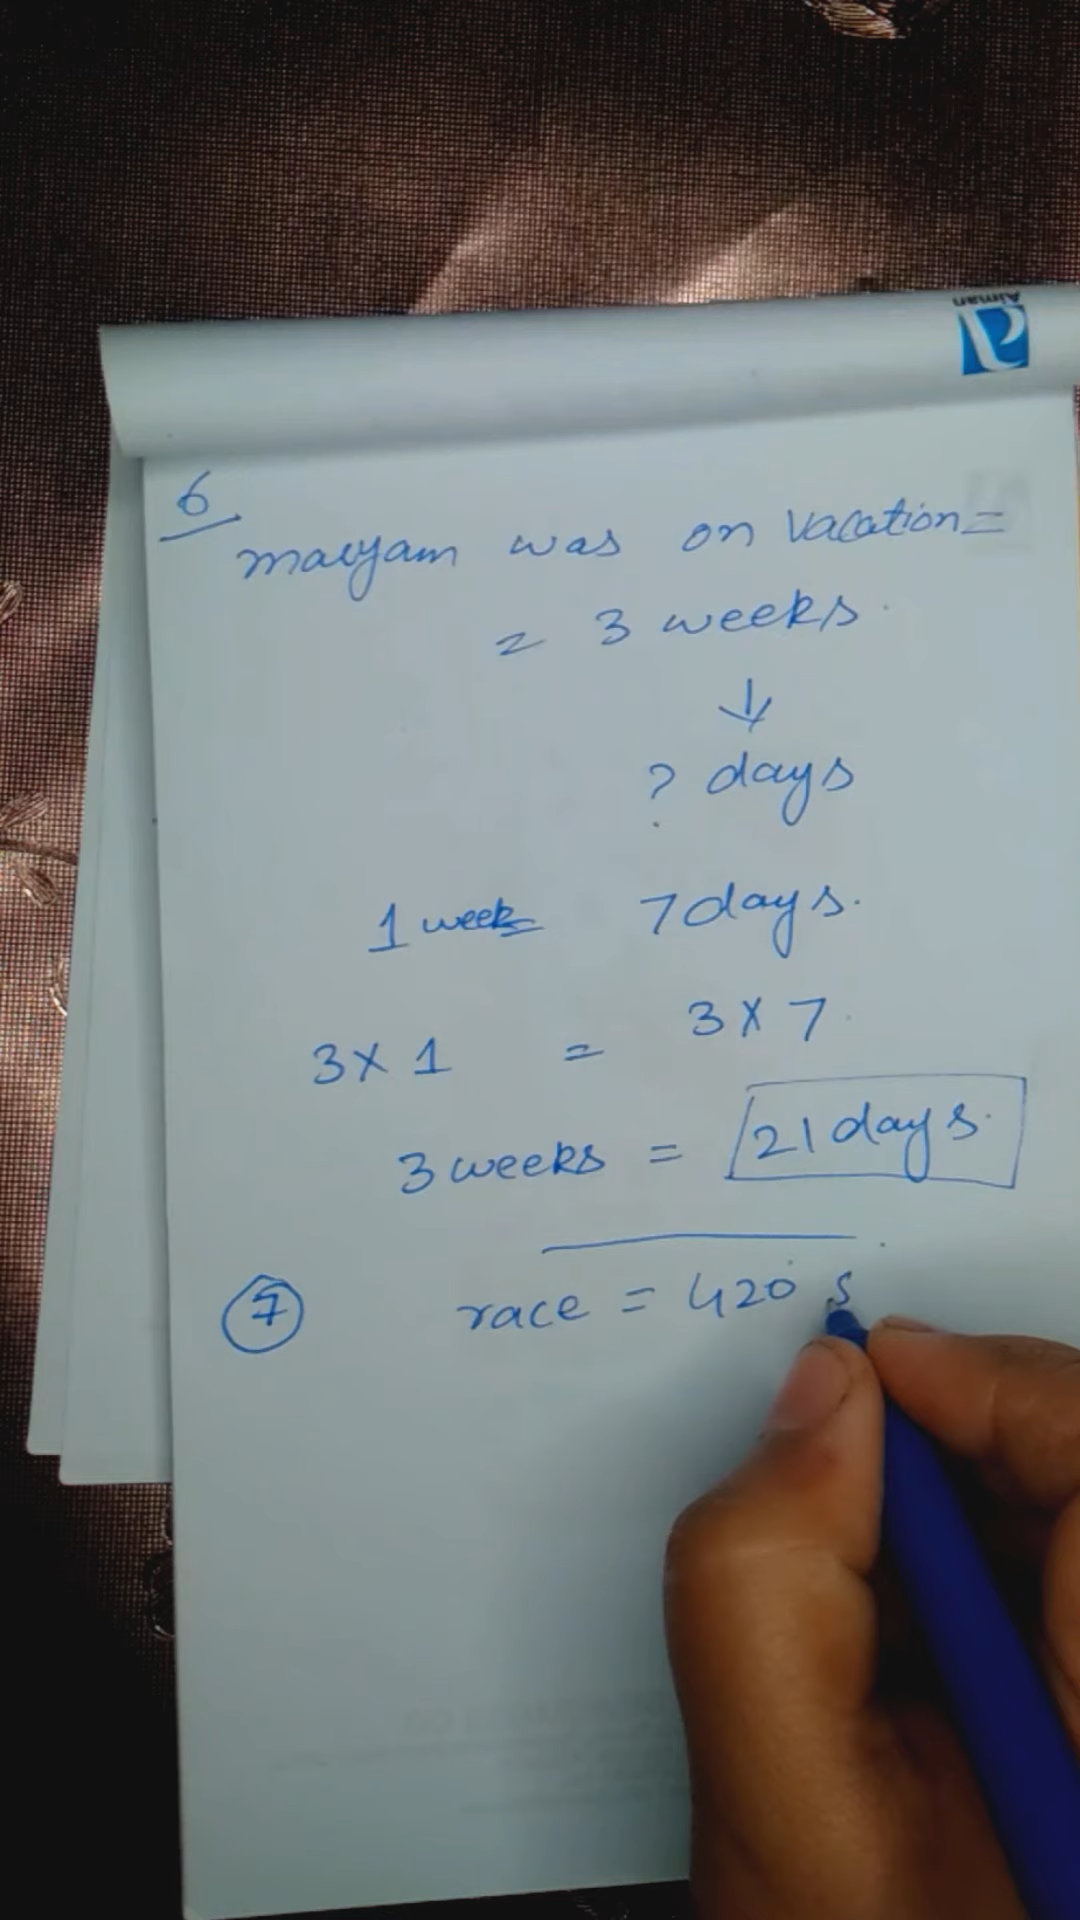 Aiman
6
maryam was on vacation =
= 3 weeks.
↓
? days
1 week 7 days.
3 × 1 = 3 × 7
3 weeks = 21 days.
7 race = 420 s